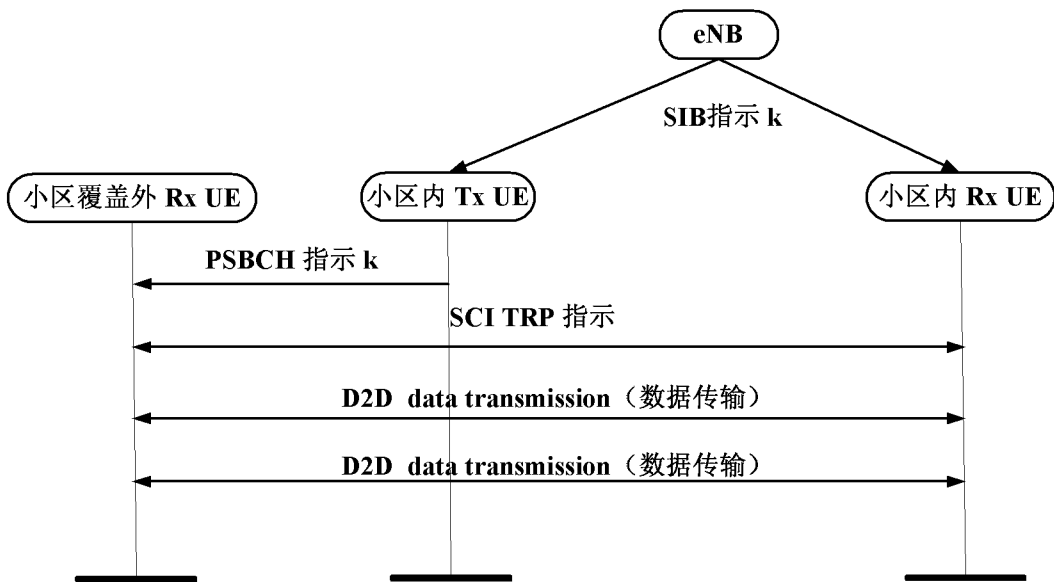 eNB
SIB指示 k
小区覆盖外 Rx UE
小区内 Tx UE
小区内 Rx UE
PSBCH 指示 k
SCI TRP 指示
D2D data transmission（数据传输）
D2D data transmission（数据传输）